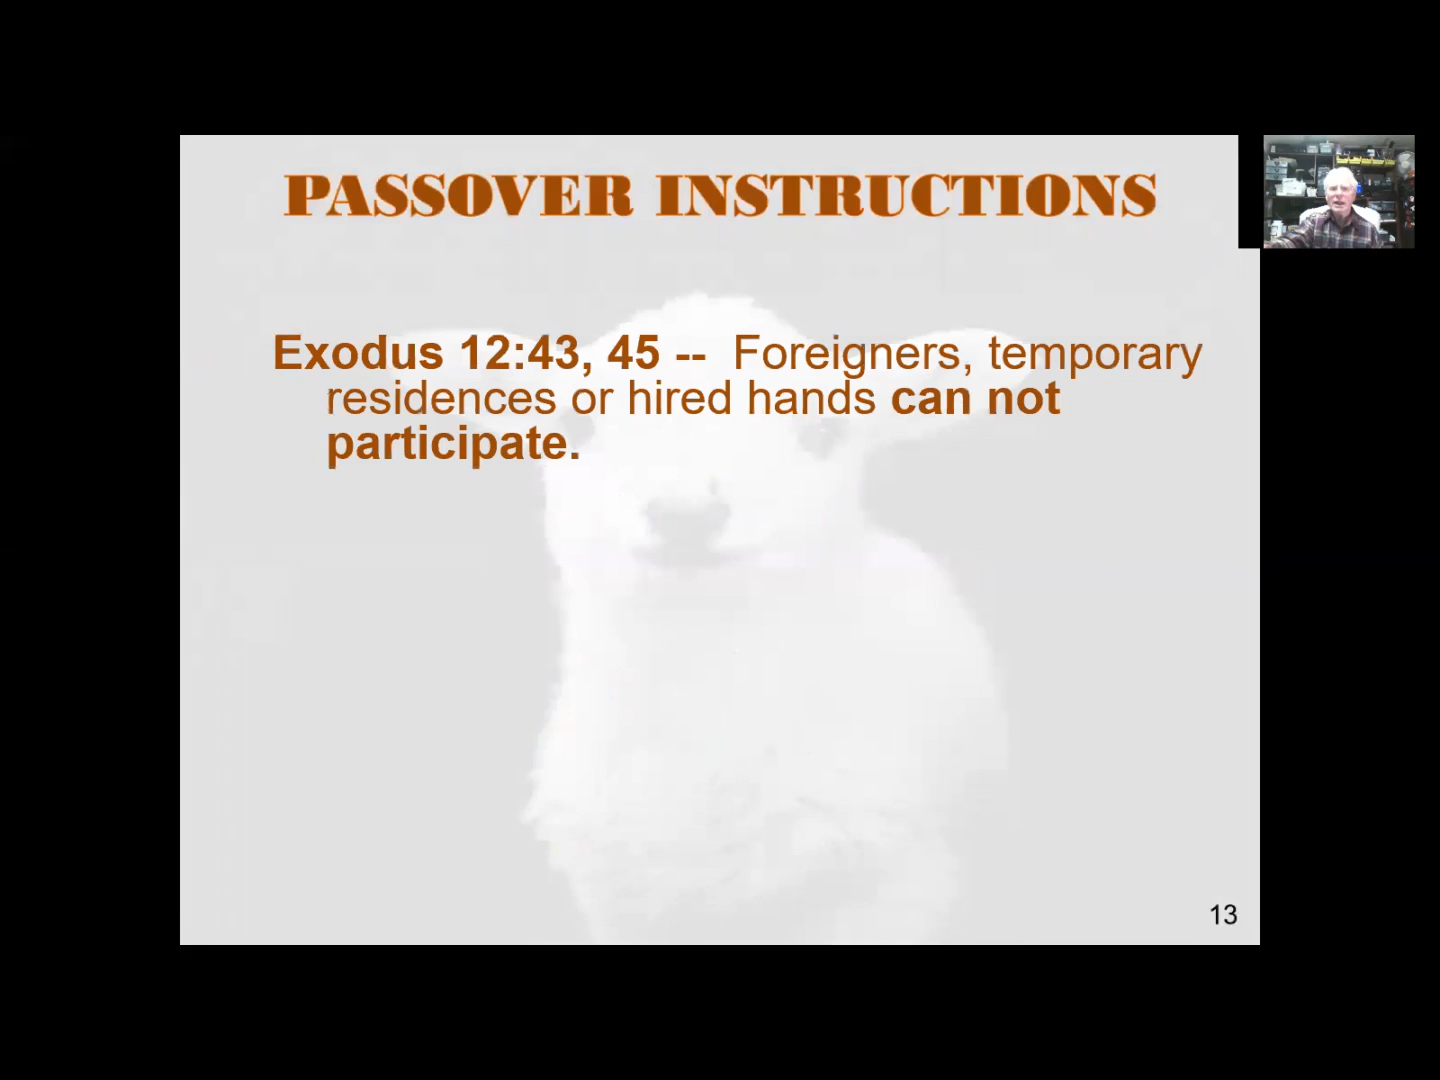 PASSOVER INSTRUCTIONS
Exodus 12:43, 45 -- Foreigners, temporary
residences or hired hands can not
participate.
13